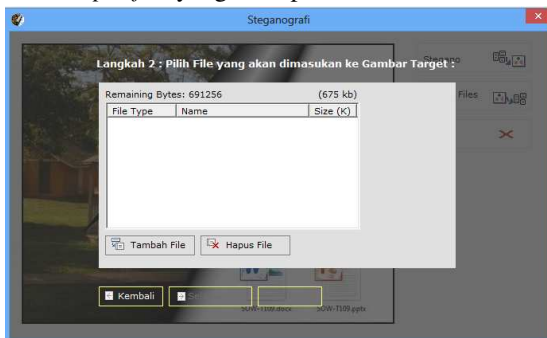 Steganografi
Langkah 2 : Pilih File yang akan dimasukan ke Gambar Target :
Stegano
Files
Remaining Bytes: 691256 (675 kb)
File Type Name Size (K)
Tambah File Hapus File
Kembali
SOW-T109.docx SOW-T109.pptx